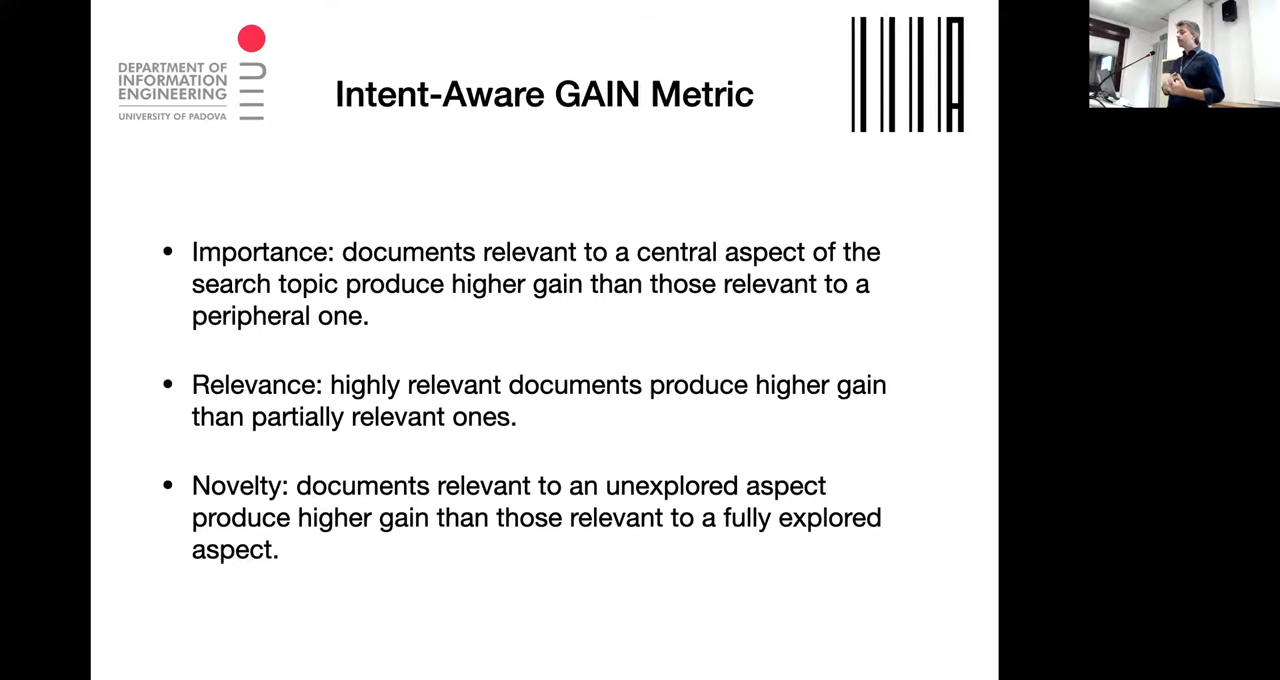 DEPARTMENT OF
INFORMATION
ENGINEERING
UNIVERSITY OF PADOVA
Intent-Aware GAIN Metric
• Importance: documents relevant to a central aspect of the
search topic produce higher gain than those relevant to a
peripheral one.
• Relevance: highly relevant documents produce higher gain
than partially relevant ones.
• Novelty: documents relevant to an unexplored aspect
produce higher gain than those relevant to a fully explored
aspect.